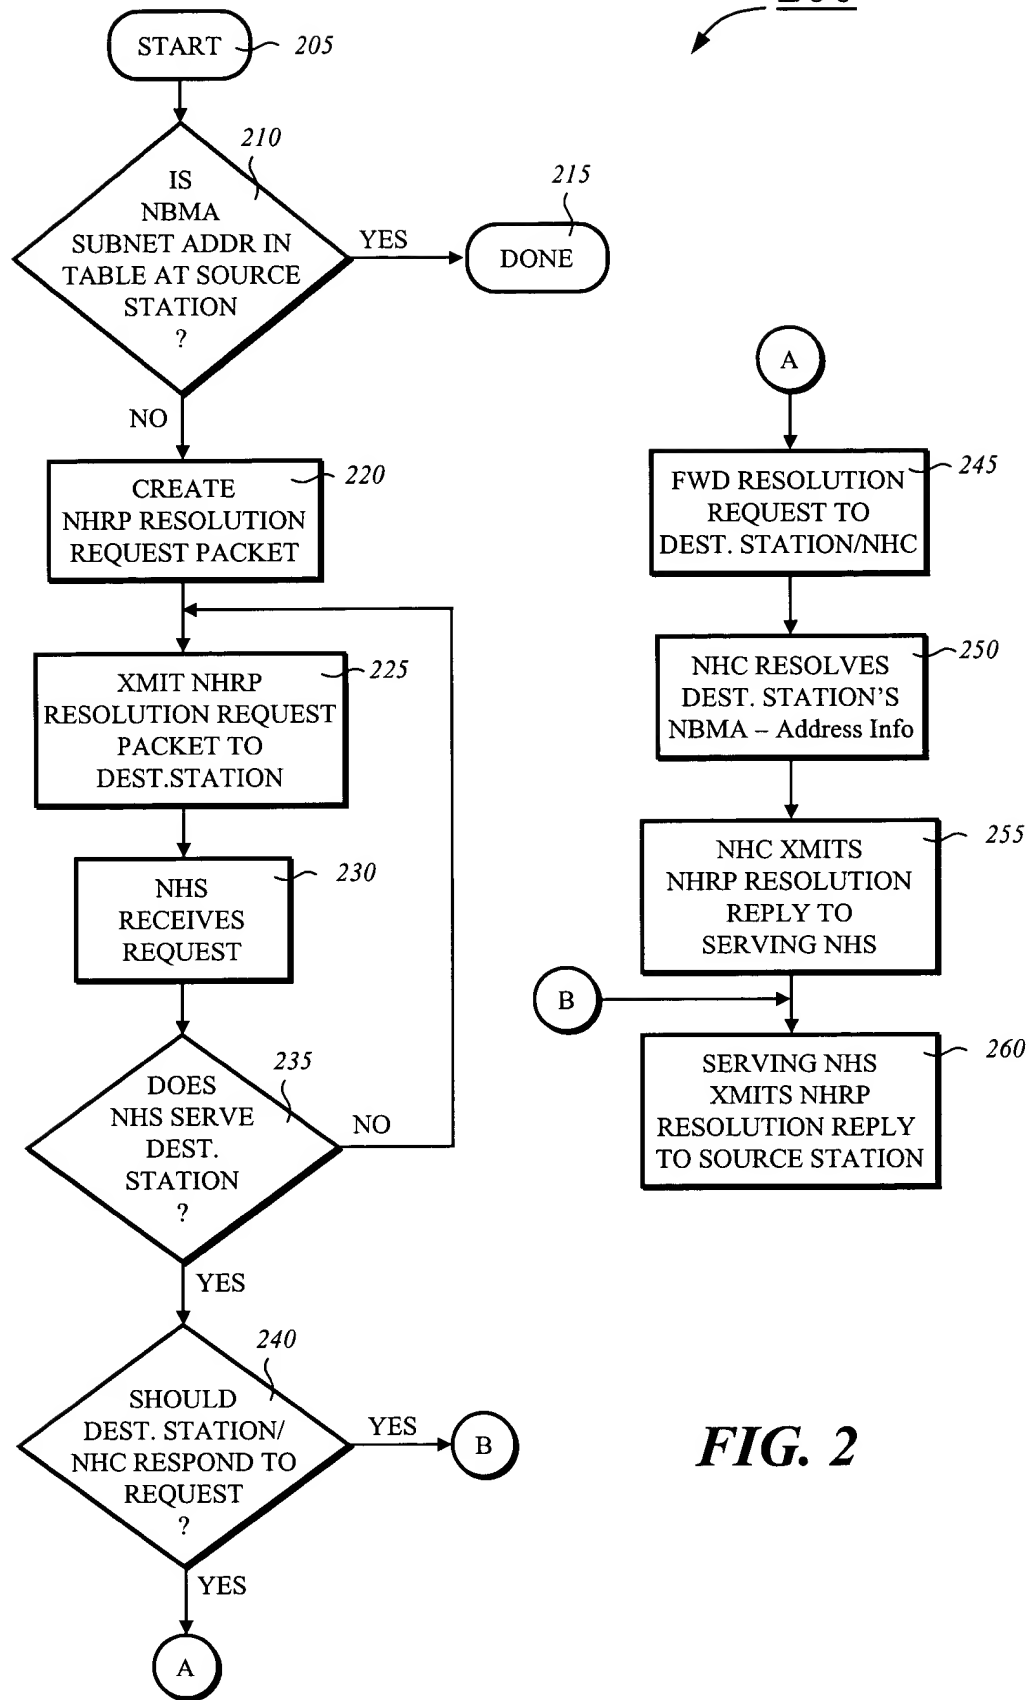 START
205
210
IS
NBMA
SUBNET ADDR IN
TABLE AT SOURCE
STATION
?
YES
215
DONE
NO
220
CREATE
NHRP RESOLUTION
REQUEST PACKET
225
XMIT NHRP
RESOLUTION REQUEST
PACKET TO
DEST.STATION
230
NHS
RECEIVES
REQUEST
235
DOES
NHS SERVE
DEST.
STATION
?
NO
YES
240
SHOULD
DEST. STATION/
NHC RESPOND TO
REQUEST
?
YES
B
YES
A
A
245
FWD RESOLUTION
REQUEST TO
DEST. STATION/NHC
250
NHC RESOLVES
DEST. STATION'S
NBMA – Address Info
255
NHC XMITS
NHRP RESOLUTION
REPLY TO
SERVING NHS
B
260
SERVING NHS
XMITS NHRP
RESOLUTION REPLY
TO SOURCE STATION
FIG. 2